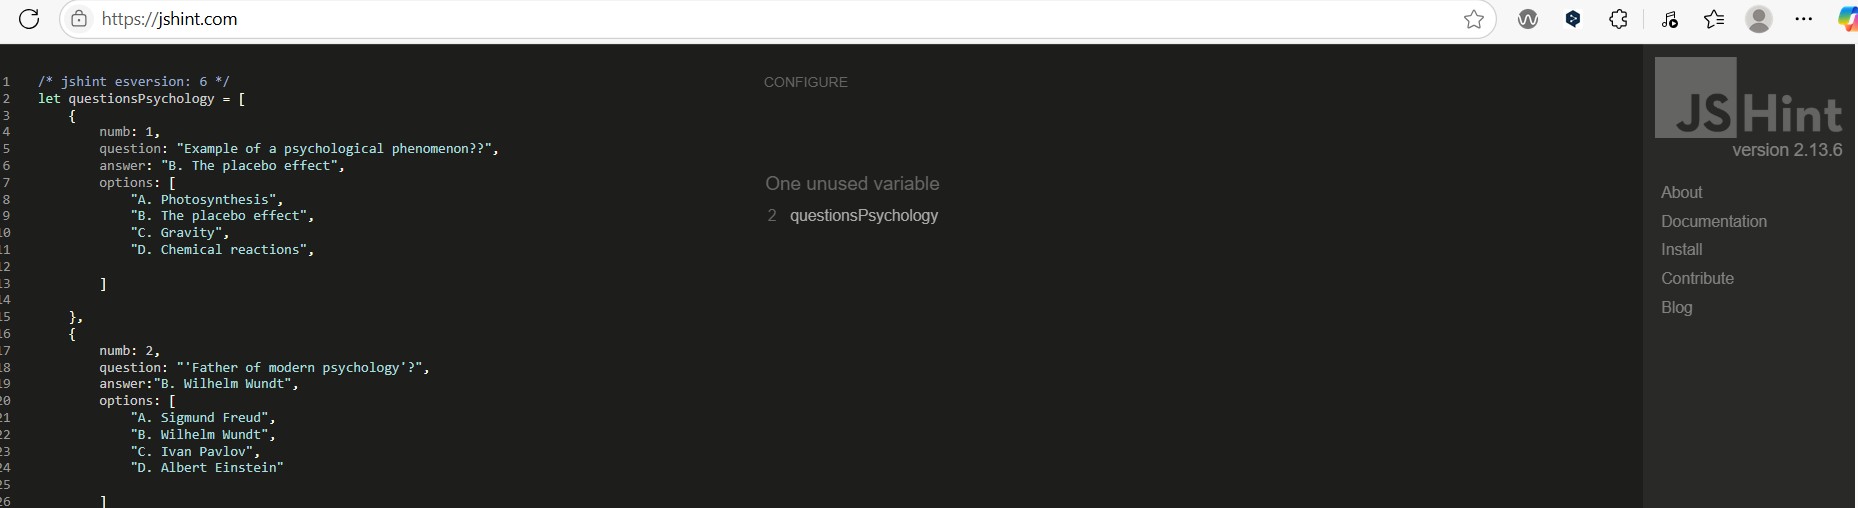 https://jshint.com
1 /* jshint esversion: 6 */
2 let questionsPsychology = [
3 {
4 numb: 1,
5 question: "Example of a psychological phenomenon??",
6 answer: "B. The placebo effect",
7 options: [
8 "A. Photosynthesis",
9 "B. The placebo effect",
10 "C. Gravity",
11 "D. Chemical reactions",
12
13 ]
14
15 },
16 {
17 numb: 2,
18 question: "'Father of modern psychology'?",
19 answer:"B. Wilhelm Wundt",
20 options: [
21 "A. Sigmund Freud",
22 "B. Wilhelm Wundt",
23 "C. Ivan Pavlov",
24 "D. Albert Einstein"
25
26 ]
CONFIGURE
One unused variable
2 questionsPsychology
JSHint
version 2.13.6
About
Documentation
Install
Contribute
Blog